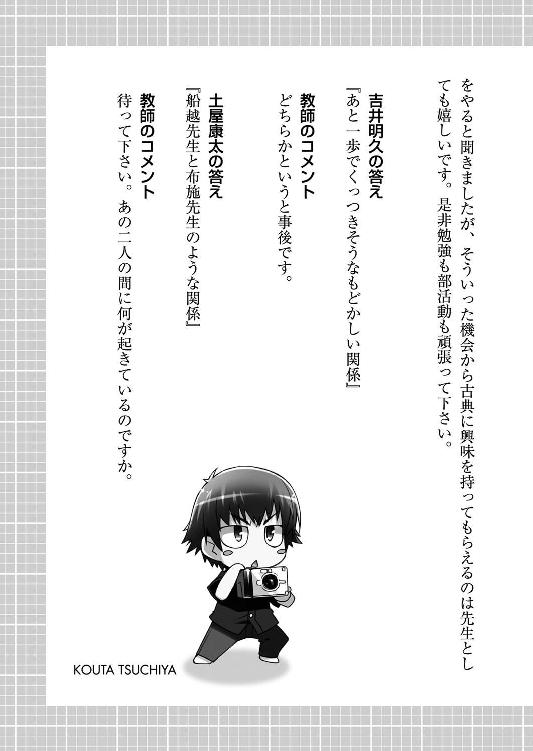 をやると聞きましたが、そういった機会から古典に興味を持ってもらえるのは先生とし
ても嬉しいです。是非勉強も部活動も頑張って下さい。
吉井明久の答え
『あと一歩でくっつきそうなもどかしい関係』
教師のコメント
どちらかというと事後です。
土屋康太の答え
『船越先生と布施先生のような関係』
教師のコメント
待って下さい。あの二人の間に何が起きているのですか。
KOUTA TSUCHIYA